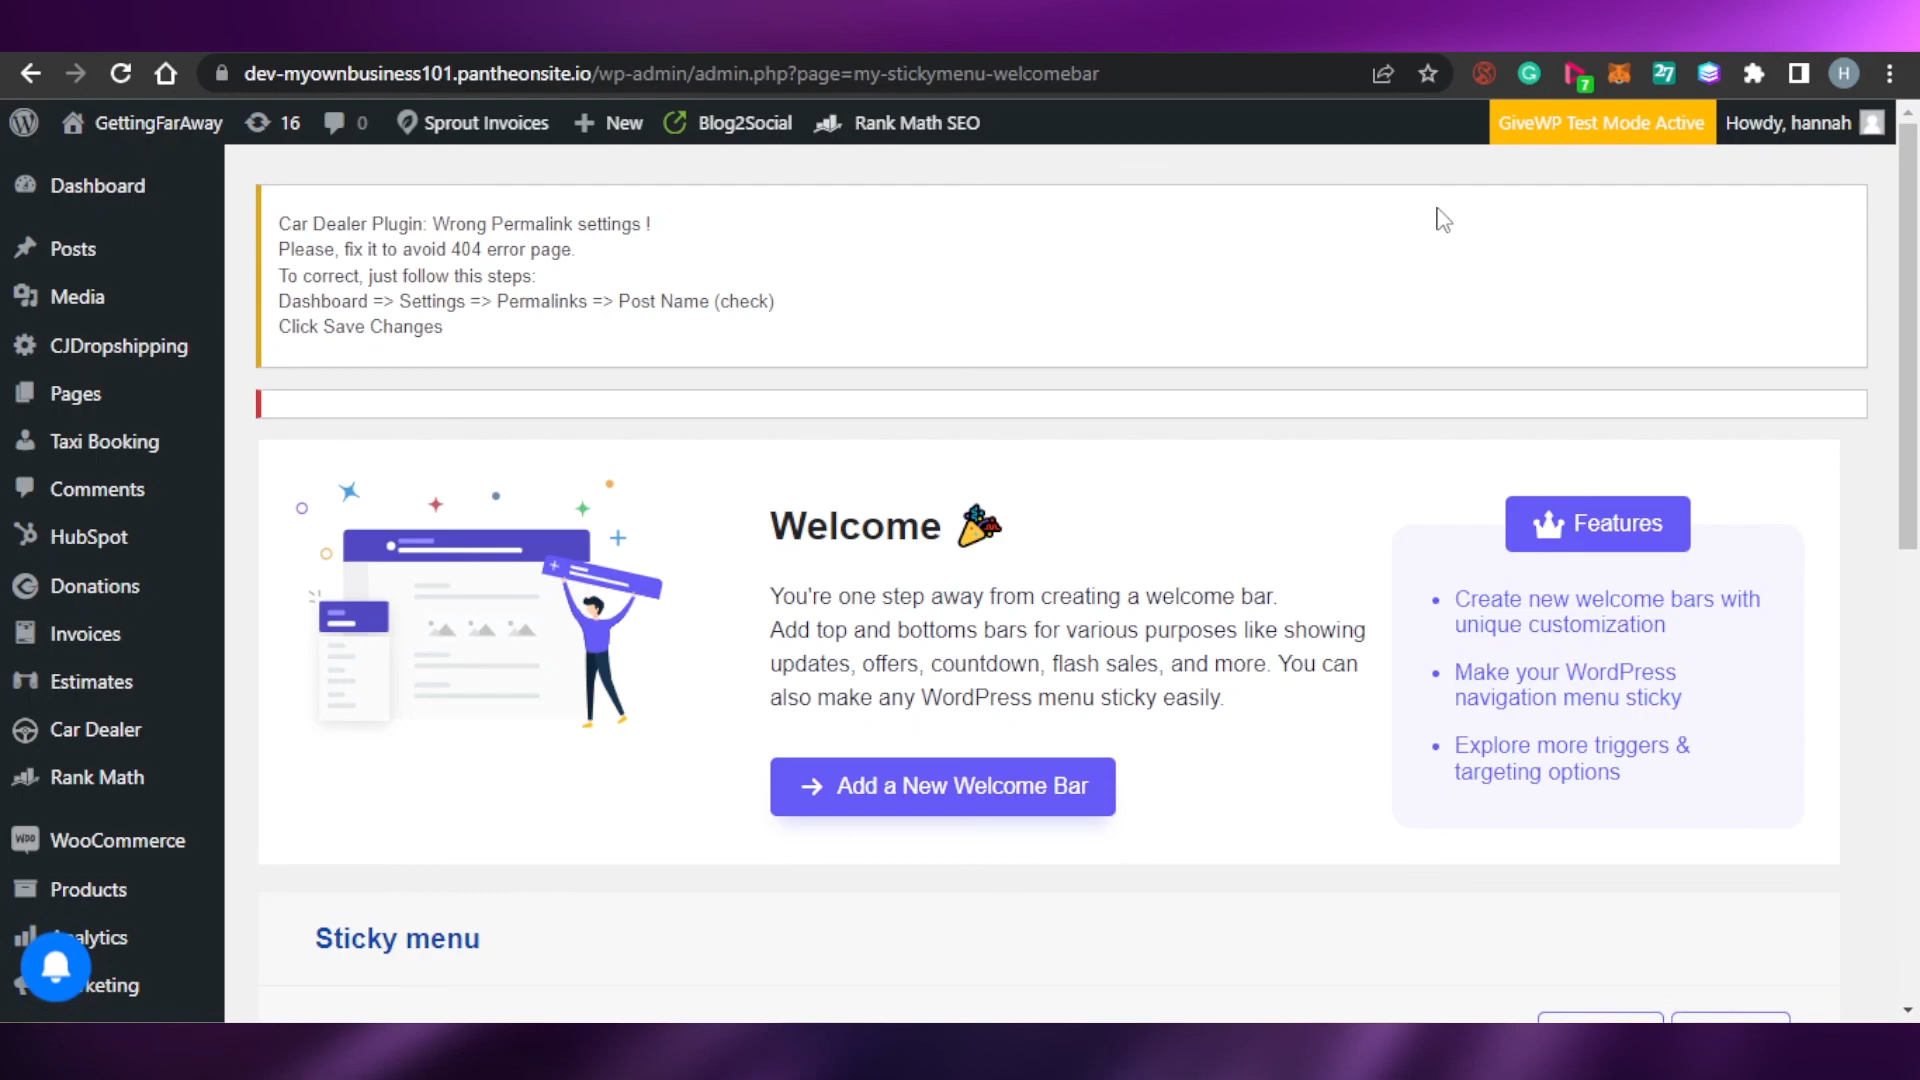 dev-myownbusiness101.pantheonsite.io/wp-admin/admin.php?page=my-stickymenu-welcomebar
7
27
H
GettingFarAway 16 0 Sprout Invoices New Blog2Social Rank Math SEO GiveWP Test Mode Active Howdy, hannah
Dashboard
Posts
Media
CJDropshipping
Pages
Taxi Booking
Comments
HubSpot
Donations
Invoices
Estimates
Car Dealer
Rank Math
WooCommerce
Products
alytics
keting
Car Dealer Plugin: Wrong Permalink settings !
Please, fix it to avoid 404 error page.
To correct, just follow this steps:
Dashboard => Settings => Permalinks => Post Name (check)
Click Save Changes
Welcome
You're one step away from creating a welcome bar.
Add top and bottoms bars for various purposes like showing
updates, offers, countdown, flash sales, and more. You can
also make any WordPress menu sticky easily.
Add a New Welcome Bar
Features
• Create new welcome bars with
unique customization
• Make your WordPress
navigation menu sticky
• Explore more triggers &
targeting options
Sticky menu